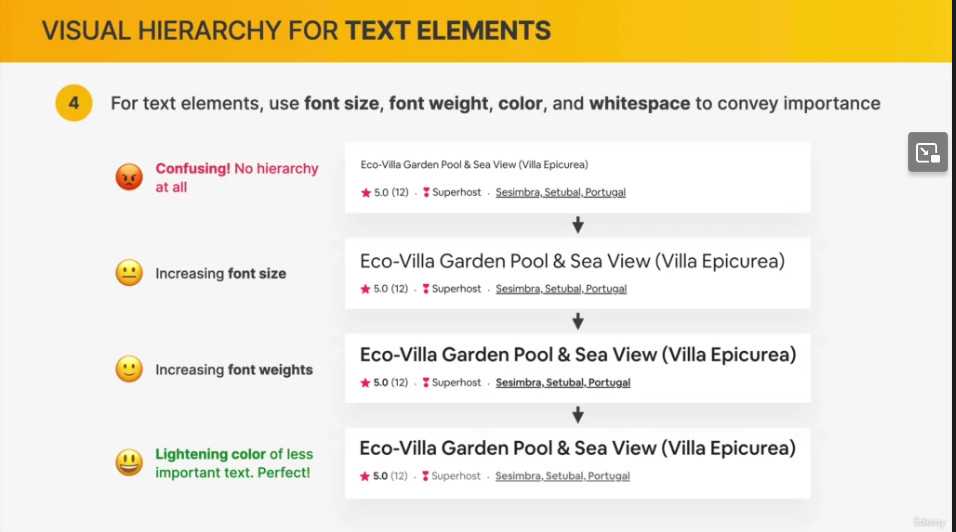 VISUAL HIERARCHY FOR TEXT ELEMENTS
4 For text elements, use font size, font weight, color, and whitespace to convey importance
Confusing! No hierarchy
at all
Eco-Villa Garden Pool & Sea View (Villa Epicurea)
★ 5.0 (12) · Superhost · Sesimbra, Setubal, Portugal
Increasing font size
Eco-Villa Garden Pool & Sea View (Villa Epicurea)
★ 5.0 (12) · Superhost · Sesimbra, Setubal, Portugal
Increasing font weights
Eco-Villa Garden Pool & Sea View (Villa Epicurea)
★ 5.0 (12) · Superhost · Sesimbra, Setubal, Portugal
Lightening color of less
important text. Perfect!
Eco-Villa Garden Pool & Sea View (Villa Epicurea)
★ 5.0 (12) · Superhost · Sesimbra, Setubal, Portugal
Udemy